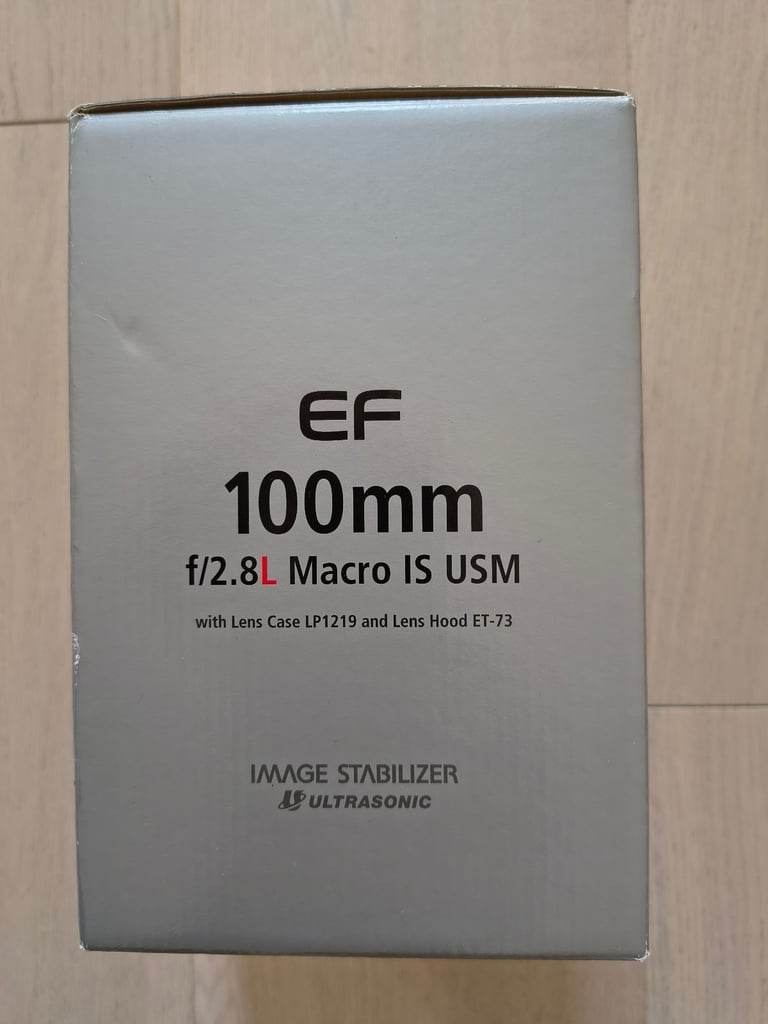 EF
100mm
f/2.8L Macro IS USM
with Lens Case LP1219 and Lens Hood ET-73
IMAGE STABILIZER
ULTRASONIC